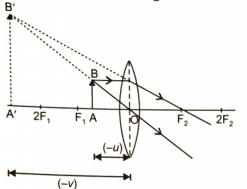 B'
B
A' 2F₁ F₁ A O F₂ 2F₂
(-u)
(-v)